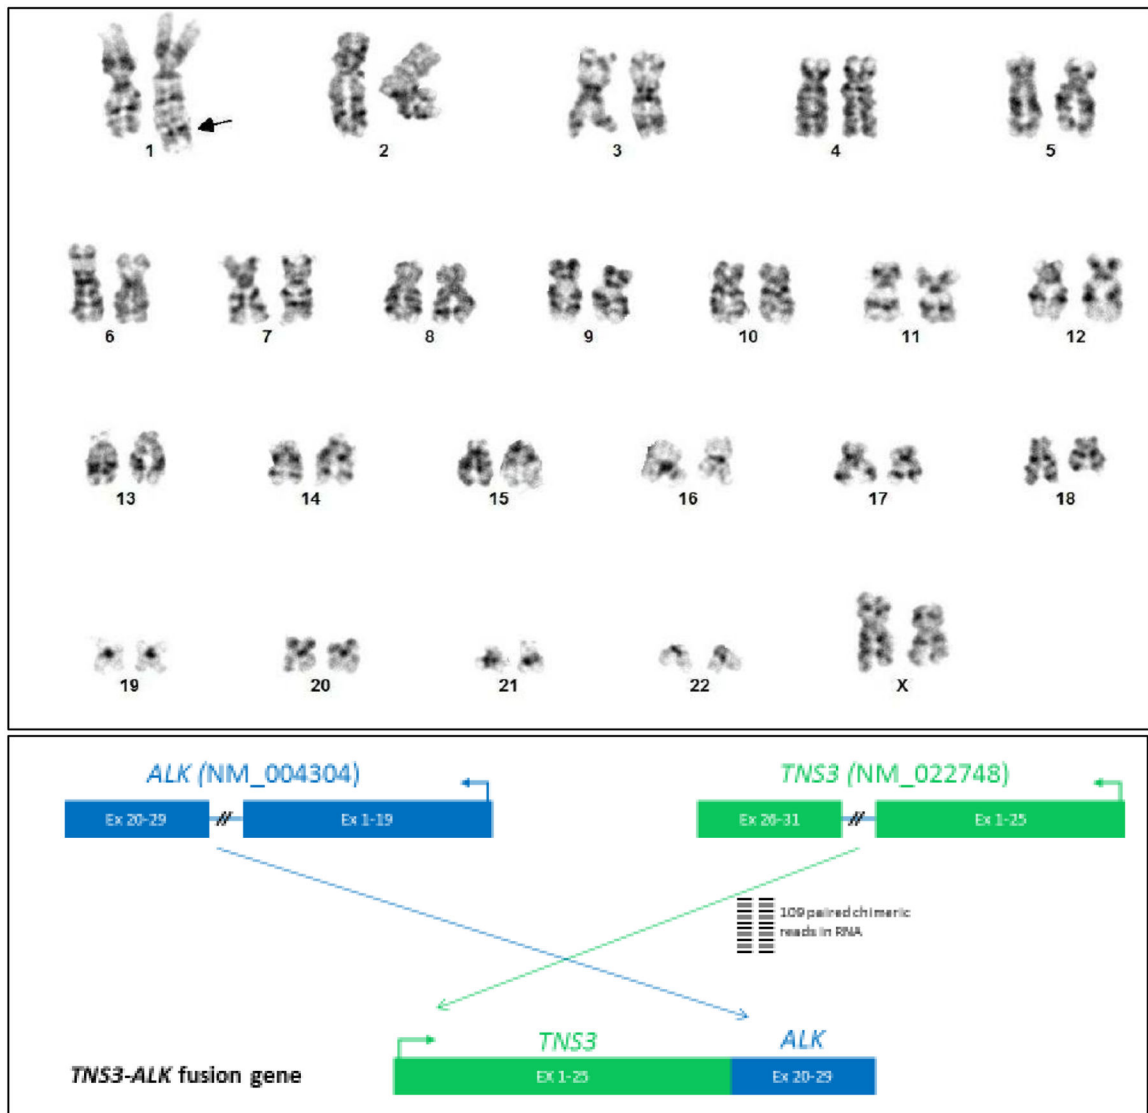 1 2 3 4 5
6 7 8 9 10 11 12
13 14 15 16 17 18
19 20 21 22 X
ALK (NM_004304) TNS3 (NM_022748)
Ex 20-29 Ex 1-19 Ex 26-31 Ex 1-25
109 paired chimeric
reads in RNA
TNS3 ALK
TNS3-ALK fusion gene EX 1-25 Ex 20-29